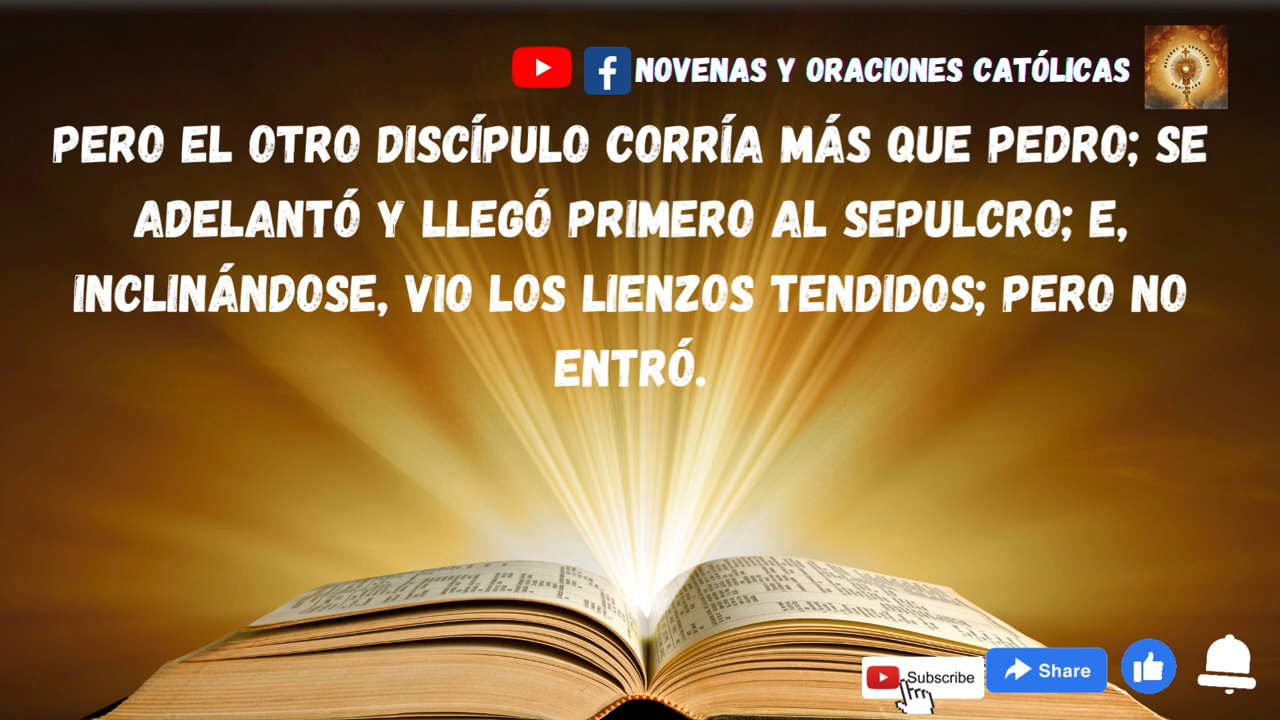 NOVENAS Y ORACIONES CATÓLICAS
PERO EL OTRO DISCÍPULO CORRÍA MÁS QUE PEDRO; SE
ADELANTÓ Y LLEGÓ PRIMERO AL SEPULCRO; E,
INCLINÁNDOSE, VIO LOS LIENZOS TENDIDOS; PERO NO
ENTRÓ.
Subscribe
Share